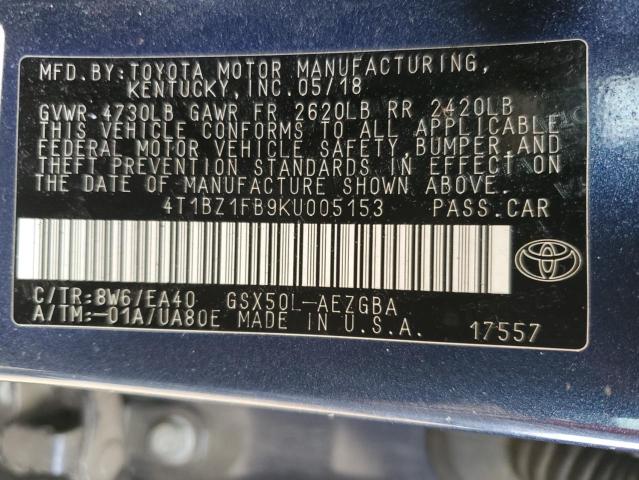 MFD.BY:TOYOTA MOTOR MANUFACTURING,
KENTUCKY, INC.05/18
GVWR 4730LB GAWR FR 2620LB RR 2420LB
THIS VEHICLE CONFORMS TO ALL APPLICABLE
FEDERAL MOTOR VEHICLE SAFETY, BUMPER, AND
THEFT PREVENTION STANDARDS IN EFFECT ON
THE DATE OF MANUFACTURE SHOWN ABOVE.
4T1BZ1FB9KU005153 PASS.CAR
C/TR:8W6/EA40 GSX50L-AEZGBA
A/TM:-01A/UA80E MADE IN U.S.A. 17557